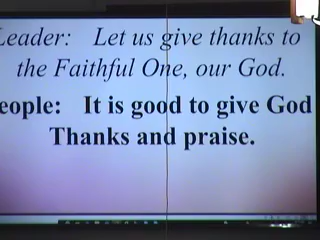 Leader: Let us give thanks to
the Faithful One, our God.
eople: It is good to give God
Thanks and praise.